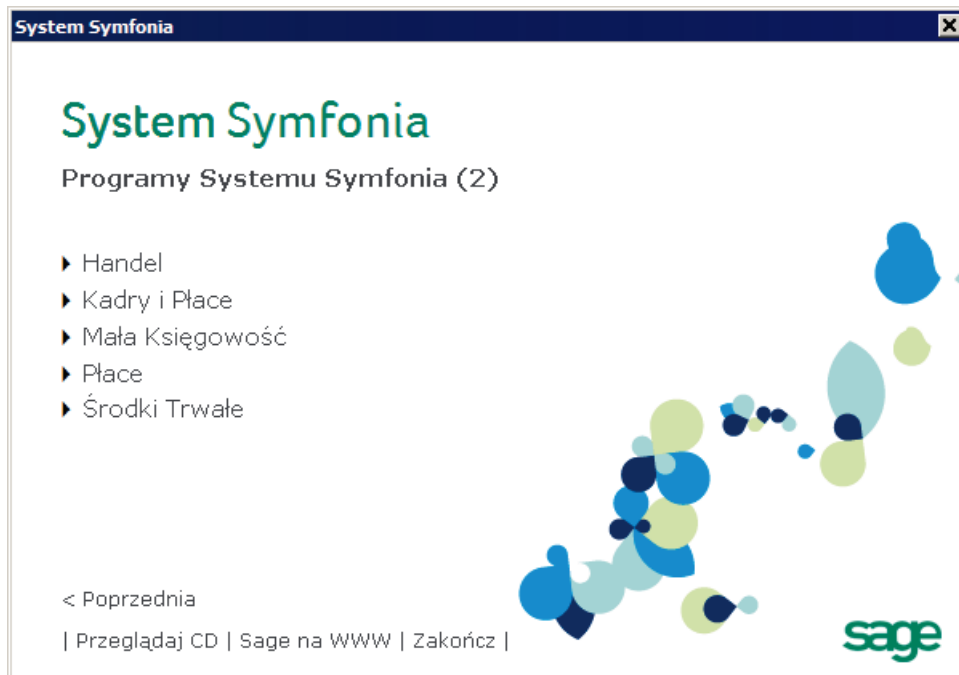 System Symfonia
System Symfonia
Programy Systemu Symfonia (2)
Handel
Kadry i Płace
Mała Księgowość
Płace
Środki Trwałe
< Poprzednia
| Przeglądaj CD | Sage na WWW | Zakończ |
sage